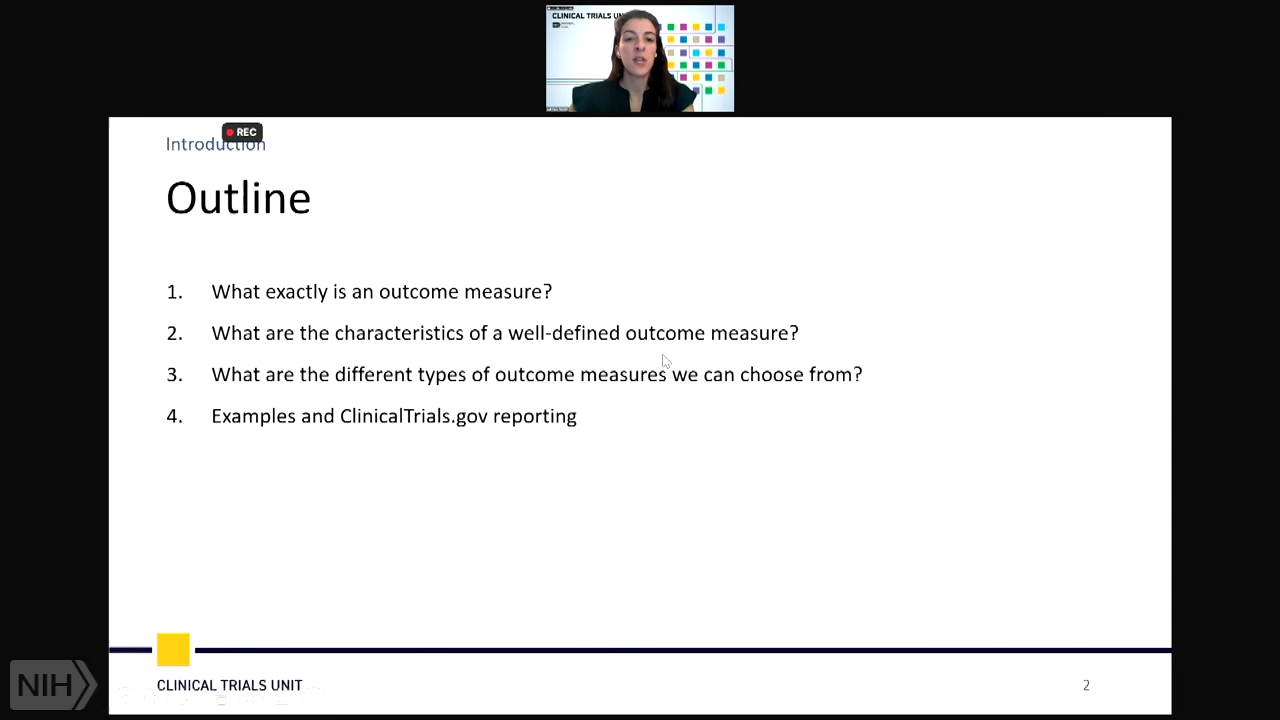 CLINICAL TRIALS UNI
REC
Introduction
Outline
1. What exactly is an outcome measure?
2. What are the characteristics of a well-defined outcome measure?
3. What are the different types of outcome measures we can choose from?
4. Examples and ClinicalTrials.gov reporting
NIH
CLINICAL TRIALS UNIT
2